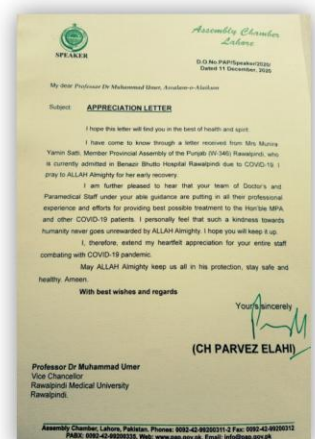 SPEAKER
Assembly Chamber
Lahore
D.O.No.PAP/Speaker/2020/
Dated 11 December, 2020
My dear Professor Dr Muhammad Umer, Assalam-o-Alaikum
Subject: APPRECIATION LETTER
I hope this letter will find you in the best of health and spirit.
I have come to know through a letter received from Mrs Munira
Yamin Satti, Member Provincial Assembly of the Punjab (W-346) Rawalpindi, who
is currently admitted in Benazir Bhutto Hospital Rawalpindi due to COVID-19. I
pray to ALLAH Almighty for her early recovery.
I am further pleased to hear that your team of Doctor's and
Paramedical Staff under your able guidance are putting in all their professional
experience and efforts for providing best possible treatment to the Hon'ble MPA
and other COVID-19 patients. I personally feel that such a kindness towards
humanity never goes unrewarded by ALLAH Almighty. I hope you will keep it up.
I, therefore, extend my heartfelt appreciation for your entire staff
combating with COVID-19 pandemic.
May ALLAH Almighty keep us all in his protection, stay safe and
healthy. Ameen.
With best wishes and regards
Yours sincerely
(CH PARVEZ ELAHI)
Professor Dr Muhammad Umer
Vice Chancellor
Rawalpindi Medical University
Rawalpindi.
Assembly Chamber, Lahore, Pakistan. Phones: 0092-42-99200311-2 Fax: 0092-42-99200312
PABX: 0092-42-99200335, Web: www.pap.gov.pk, Email: info@pap.gov.pk